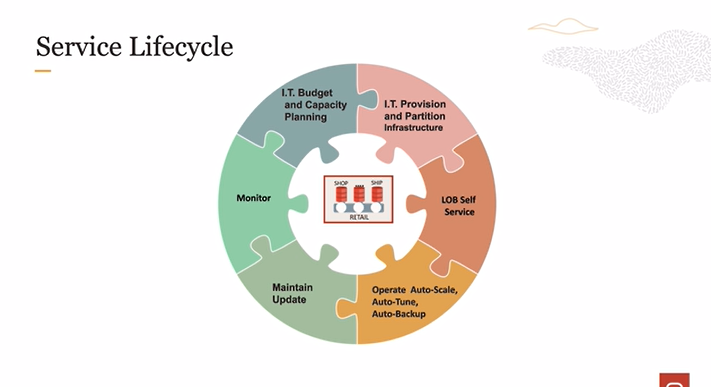 Service Lifecycle
I.T. Budget
and Capacity
Planning
I.T. Provision
and Partition
Infrastructure
LOB Self
Service
Operate Auto-Scale,
Auto-Tune,
Auto-Backup
Maintain
Update
Monitor
SHOP
SHIP
RETAIL